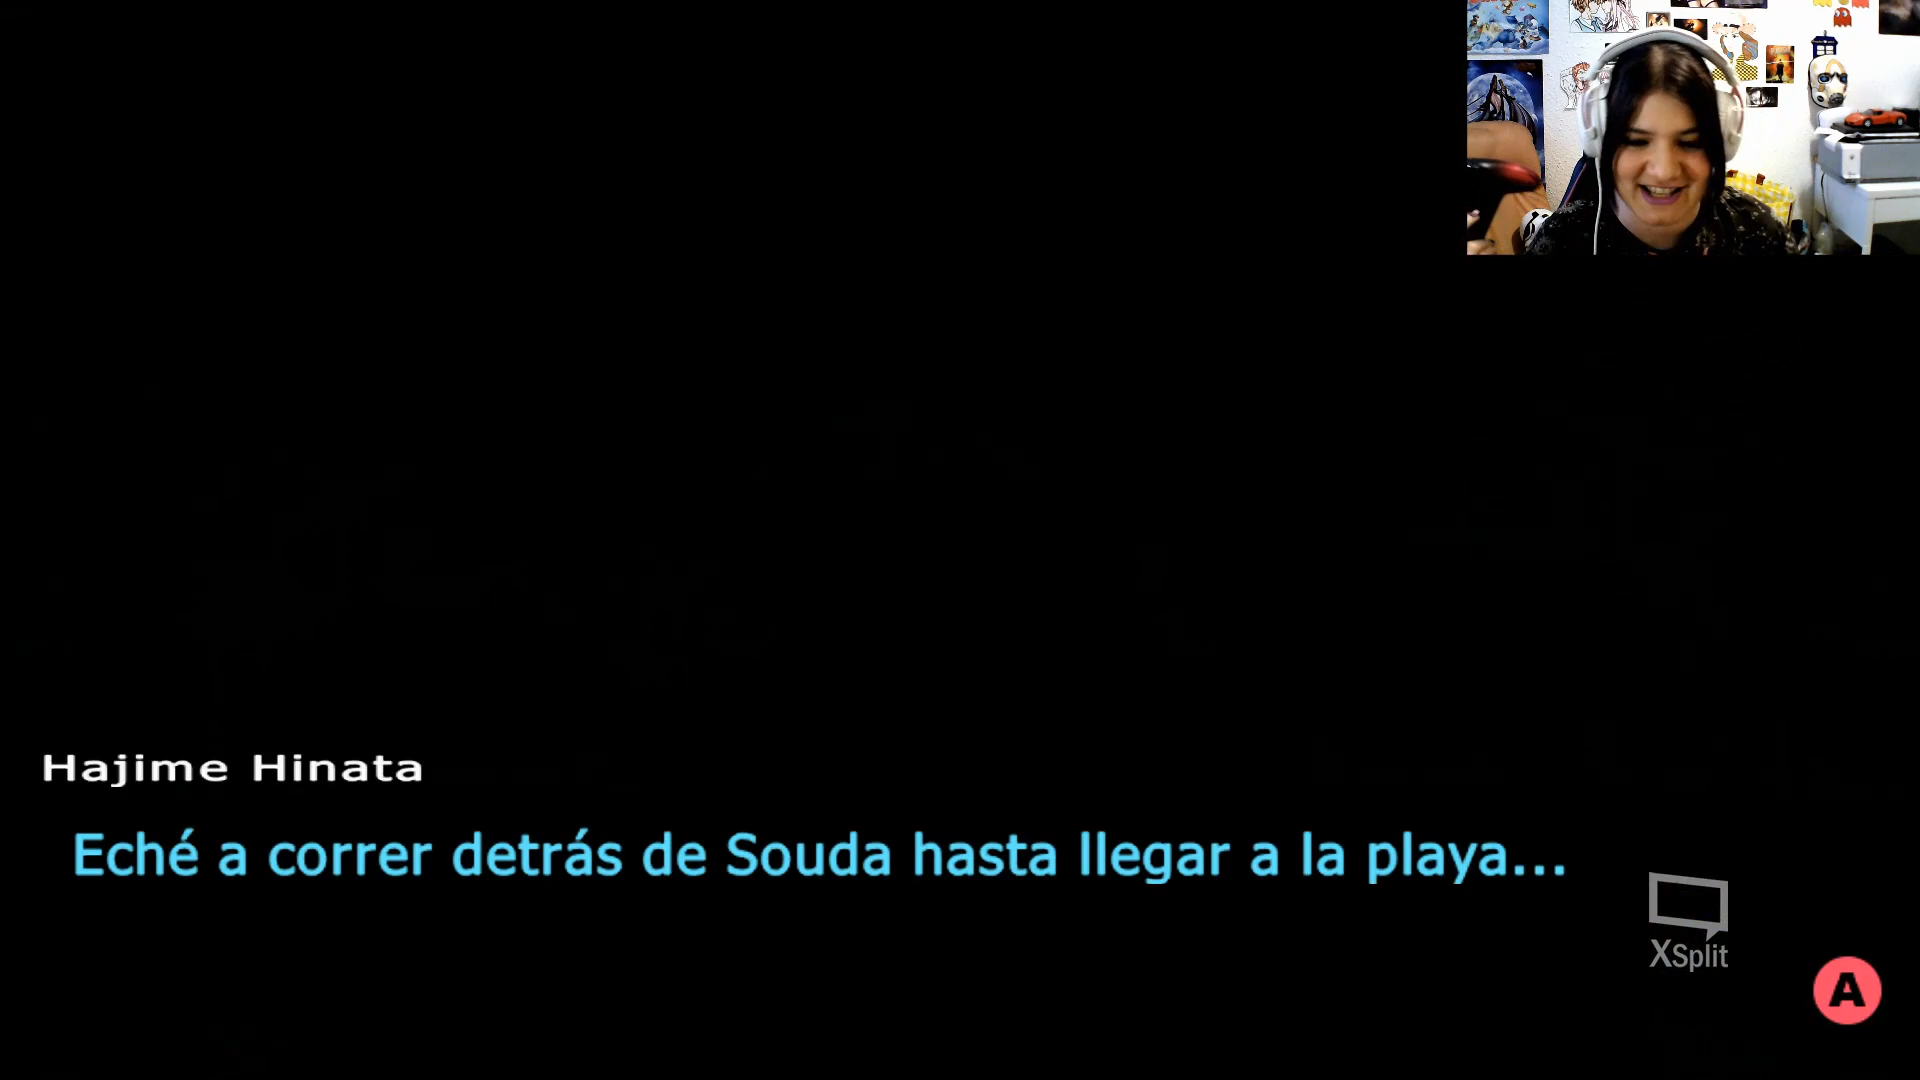 Hajime Hinata
Eché a correr detrás de Souda hasta llegar a la playa...
XSplit
A